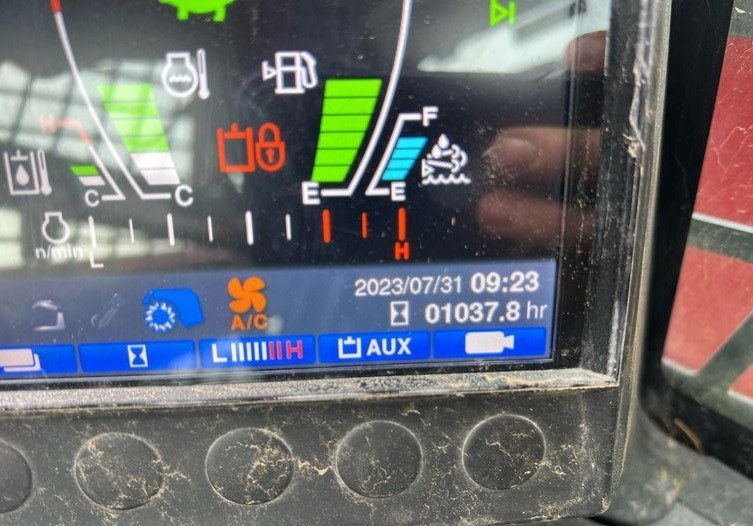 H
F
C
C
E
E
n/min
L
H
2023/07/31 09:23
A/C
01037.8 hr
L H
AUX